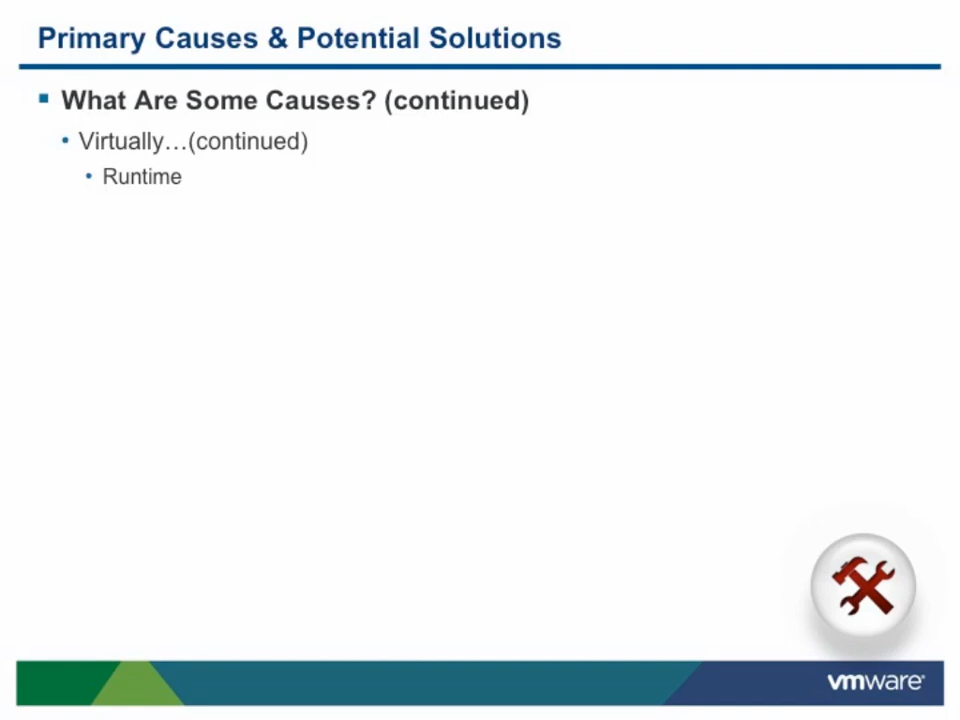 Primary Causes & Potential Solutions
What Are Some Causes? (continued)
Virtually…(continued)
Runtime
vmware®